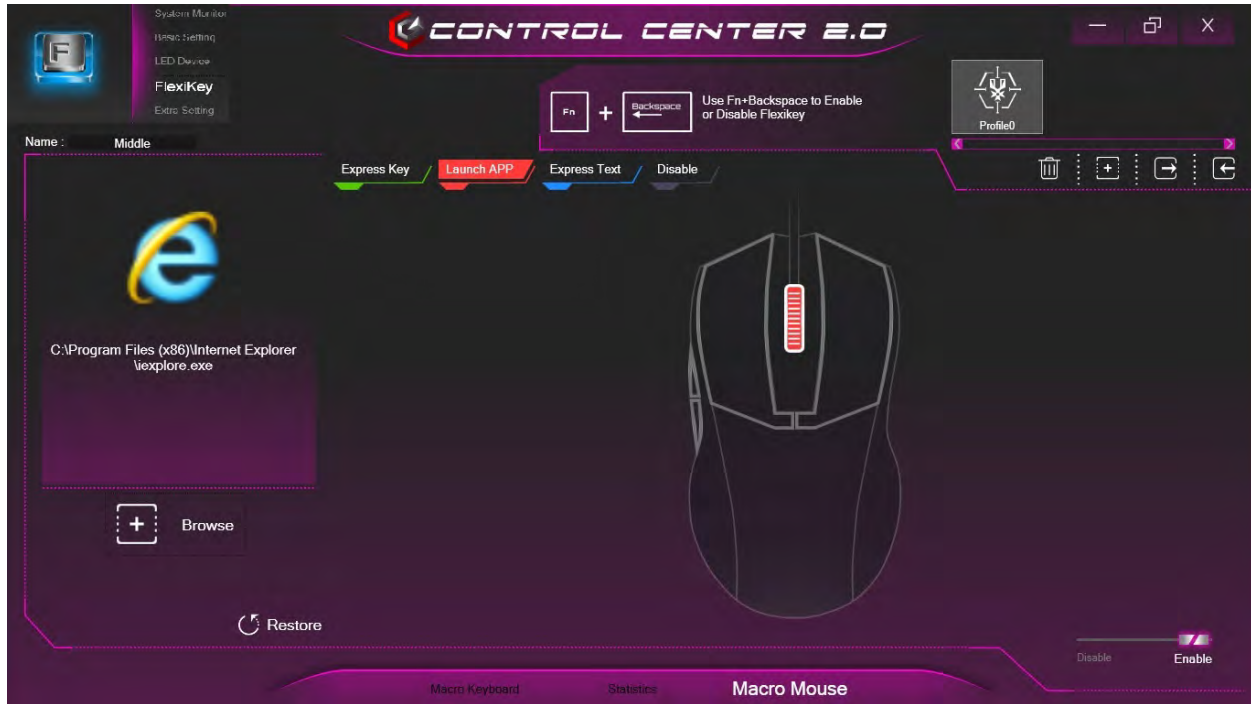 System Monitor
Basic Setting
LED Device
FlexiKey
Extra Setting
CONTROL CENTER 2.0
Fn + Backspace
Use Fn+Backspace to Enable
or Disable Flexikey
Profile0
Name : Middle
Express Key
Launch APP
Express Text
Disable
C:\Program Files (x86)\Internet Explorer
\iexplore.exe
Browse
Restore
Disable
Enable
Macro Keyboard
Statistics
Macro Mouse